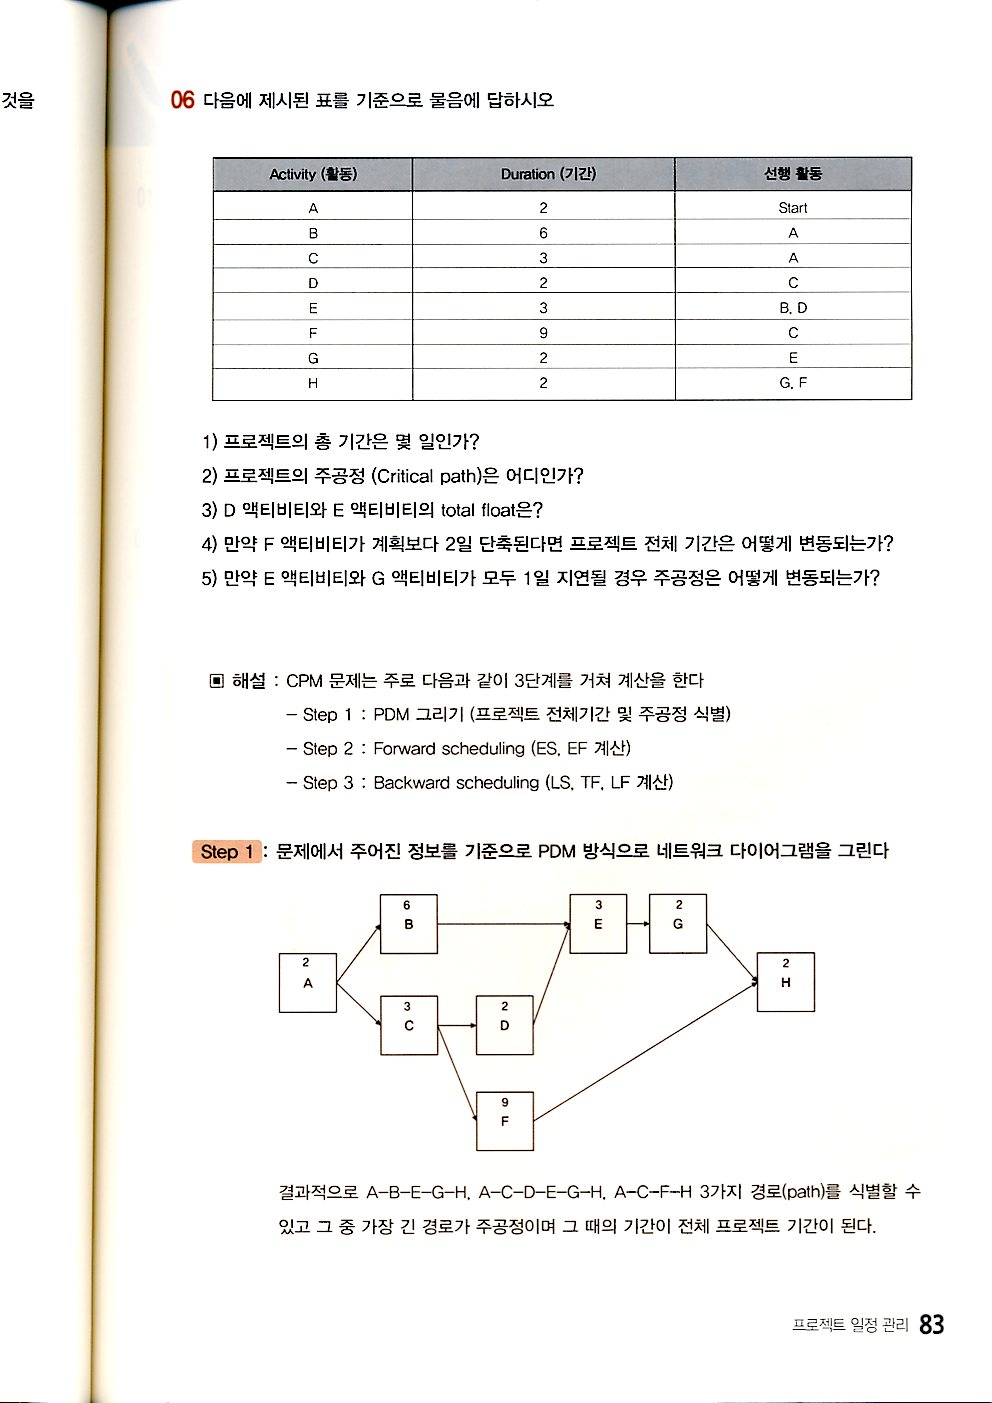 것을
06 다음에 제시된 표를 기준으로 물음에 답하시오
Activity (활동) Duration (기간) 선행 활동
A 2 Start
B 6 A
C 3 A
D 2 C
E 3 B, D
F 9 C
G 2 E
H 2 G, F
1) 프로젝트의 총 기간은 몇 일인가?
2) 프로젝트의 주공정 (Critical path)은 어디인가?
3) D 액티비티와 E 액티비티의 total float은?
4) 만약 F 액티비티가 계획보다 2일 단축된다면 프로젝트 전체 기간은 어떻게 변동되는가?
5) 만약 E 액티비티와 G 액티비티가 모두 1일 지연될 경우 주공정은 어떻게 변동되는가?
▣ 해설 : CPM 문제는 주로 다음과 같이 3단계를 거쳐 계산을 한다
– Step 1 : PDM 그리기 (프로젝트 전체기간 및 주공정 식별)
– Step 2 : Forward scheduling (ES, EF 계산)
– Step 3 : Backward scheduling (LS, TF, LF 계산)
Step 1 : 문제에서 주어진 정보를 기준으로 PDM 방식으로 네트워크 다이어그램을 그린다
6
B
3
E
2
G
2
A
2
H
3
C
2
D
9
F
결과적으로 A–B–E–G–H, A–C–D–E–G–H, A–C–F–H 3가지 경로(path)를 식별할 수
있고 그 중 가장 긴 경로가 주공정이며 그 때의 기간이 전체 프로젝트 기간이 된다.
프로젝트 일정 관리 83